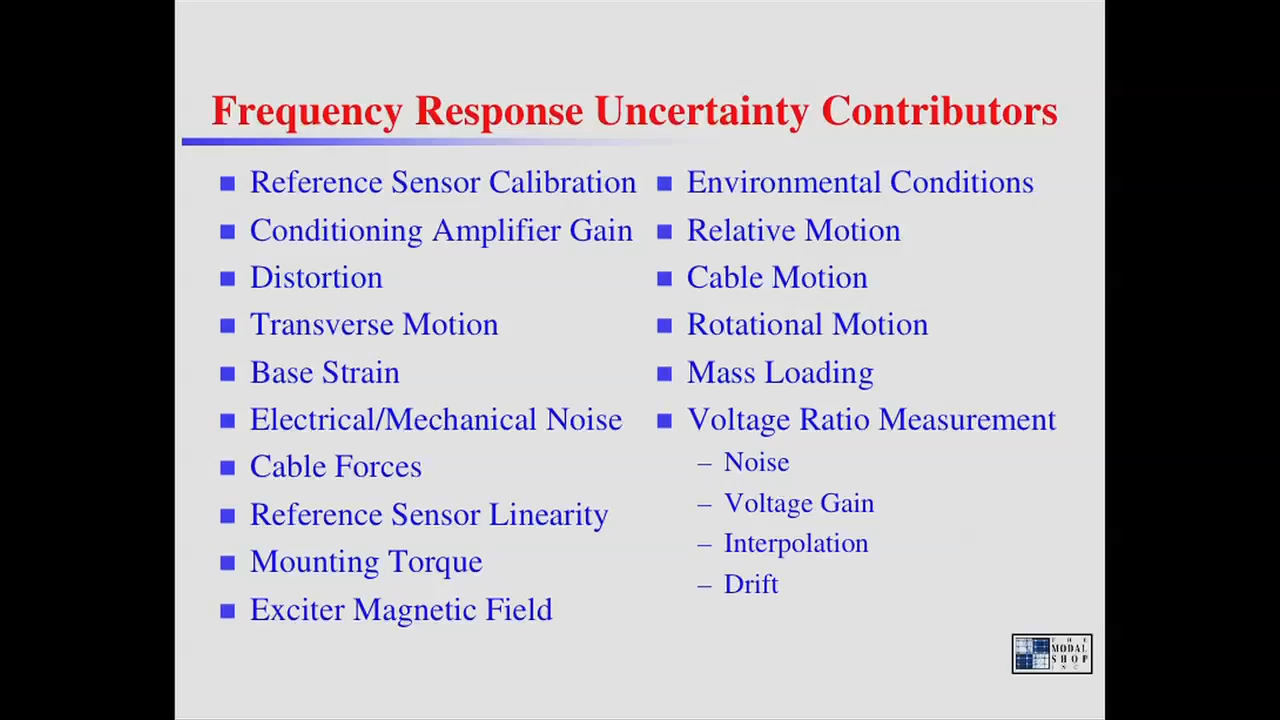 Frequency Response Uncertainty Contributors
Reference Sensor Calibration
Conditioning Amplifier Gain
Distortion
Transverse Motion
Base Strain
Electrical/Mechanical Noise
Cable Forces
Reference Sensor Linearity
Mounting Torque
Exciter Magnetic Field
Environmental Conditions
Relative Motion
Cable Motion
Rotational Motion
Mass Loading
Voltage Ratio Measurement
– Noise
– Voltage Gain
– Interpolation
– Drift
THE
MODAL
SHOP
INC